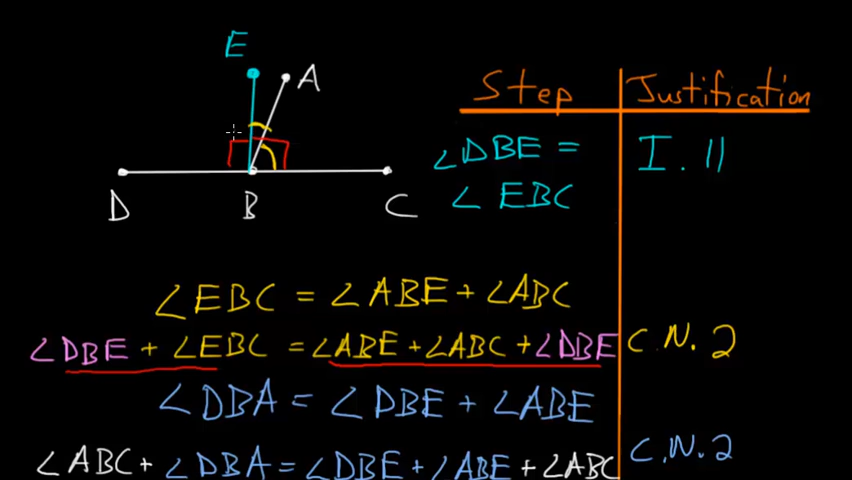 E
A
D B C
Step Justification
∠DBE = I.11
∠EBC
∠EBC = ∠ABE + ∠ABC
∠DBE + ∠EBC = ∠ABE + ∠ABC + ∠DBE C.N.2
∠DBA = ∠DBE + ∠ABE
∠ABC + ∠DBA = ∠DBE + ∠ABE + ∠ABC C.N.2